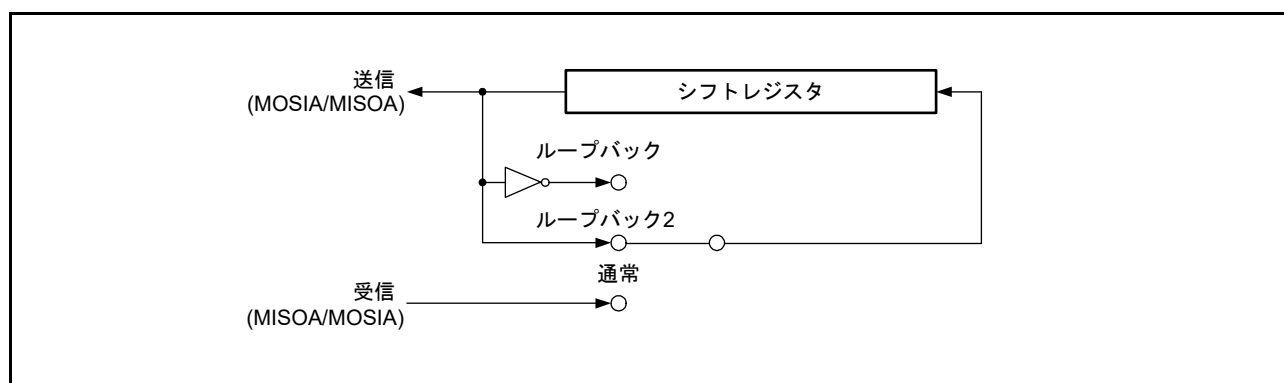 送信
(MOSIA/MISOA)
シフトレジスタ
ループバック
ループバック2
通常
受信
(MISOA/MOSIA)